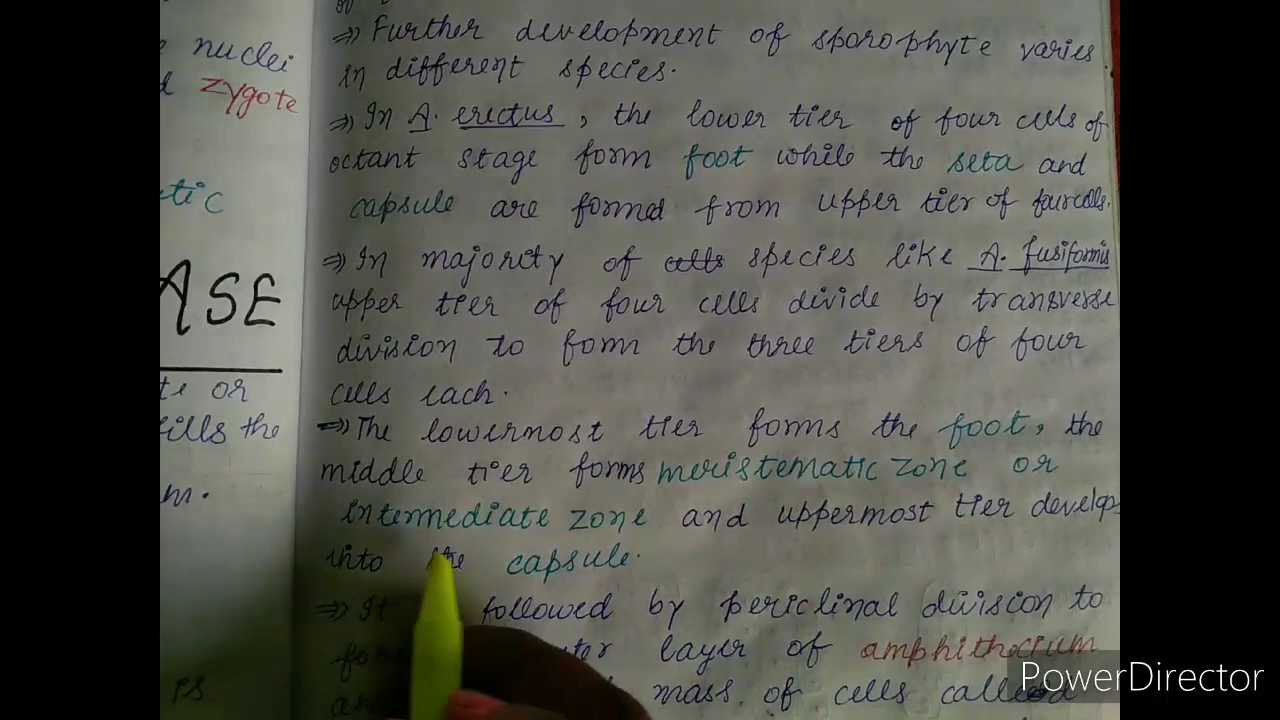 nuclei
zygote
tic
ASE
te or
fills the
m.
ps
⇒ Further development of sporophyte varies
in different species.
⇒ In A. erectus, the lower tier of four cells of
octant stage form foot while the seta and
capsule are formed from upper tier of four cells.
⇒ In majority of cells species like A. fusiformis
upper tier of four cells divide by transverse
division to form the three tiers of four
cells each.
⇒ The lowermost tier forms the foot, the
middle tier forms meristematic zone or
intermediate zone and uppermost tier develops
into the capsule.
⇒ It followed by periclinal division to
layer of amphithecium
mass of cells called
PowerDirector